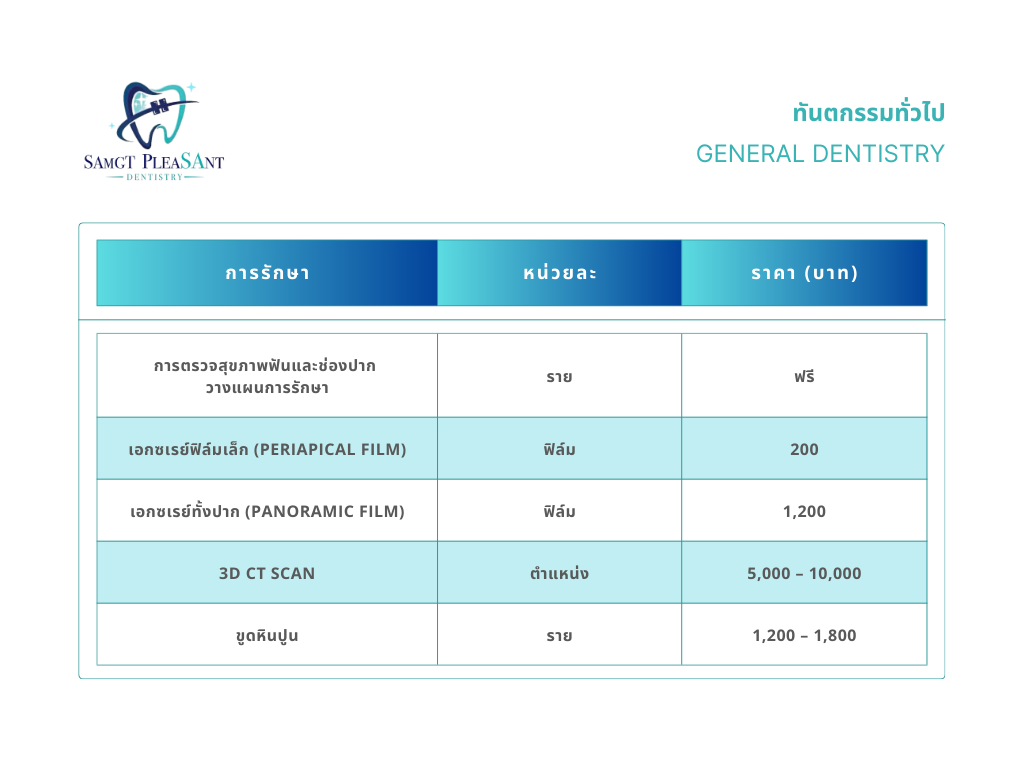 SAMGT PLEASANT
DENTISTRY
ทันตกรรมทั่วไป
GENERAL DENTISTRY
การรักษา หน่วยละ ราคา (บาท)
การตรวจสุขภาพฟันและช่องปาก
วางแผนการรักษา ราย ฟรี
เอกซเรย์ฟิล์มเล็ก (PERIAPICAL FILM) ฟิล์ม 200
เอกซเรย์ทั้งปาก (PANORAMIC FILM) ฟิล์ม 1,200
3D CT SCAN ตำแหน่ง 5,000 – 10,000
ขูดหินปูน ราย 1,200 – 1,800